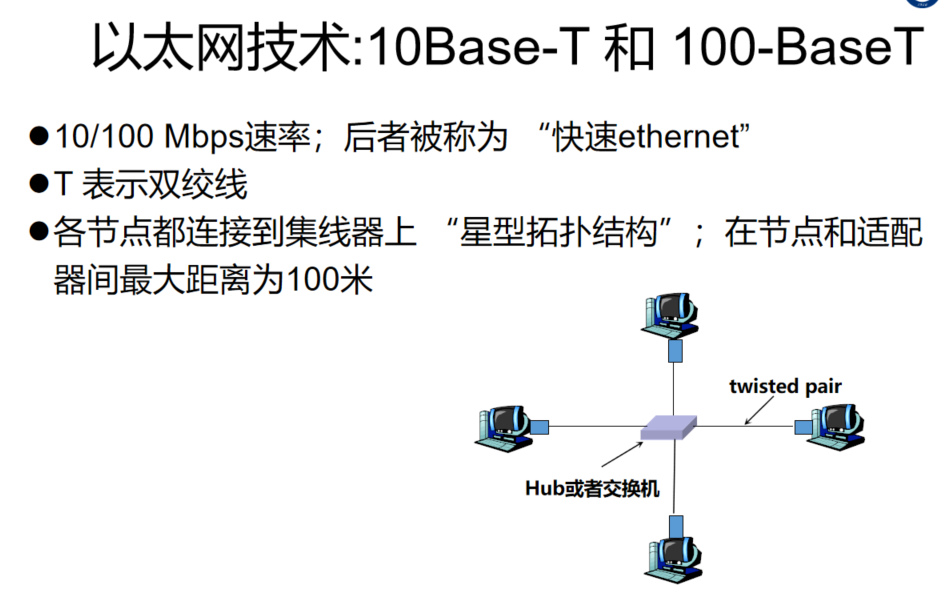 以太网技术:10Base-T 和 100-BaseT
●10/100 Mbps速率；后者被称为 “快速ethernet”
●T 表示双绞线
●各节点都连接到集线器上 “星型拓扑结构” ；在节点和适配
器间最大距离为100米
twisted pair
Hub或者交换机